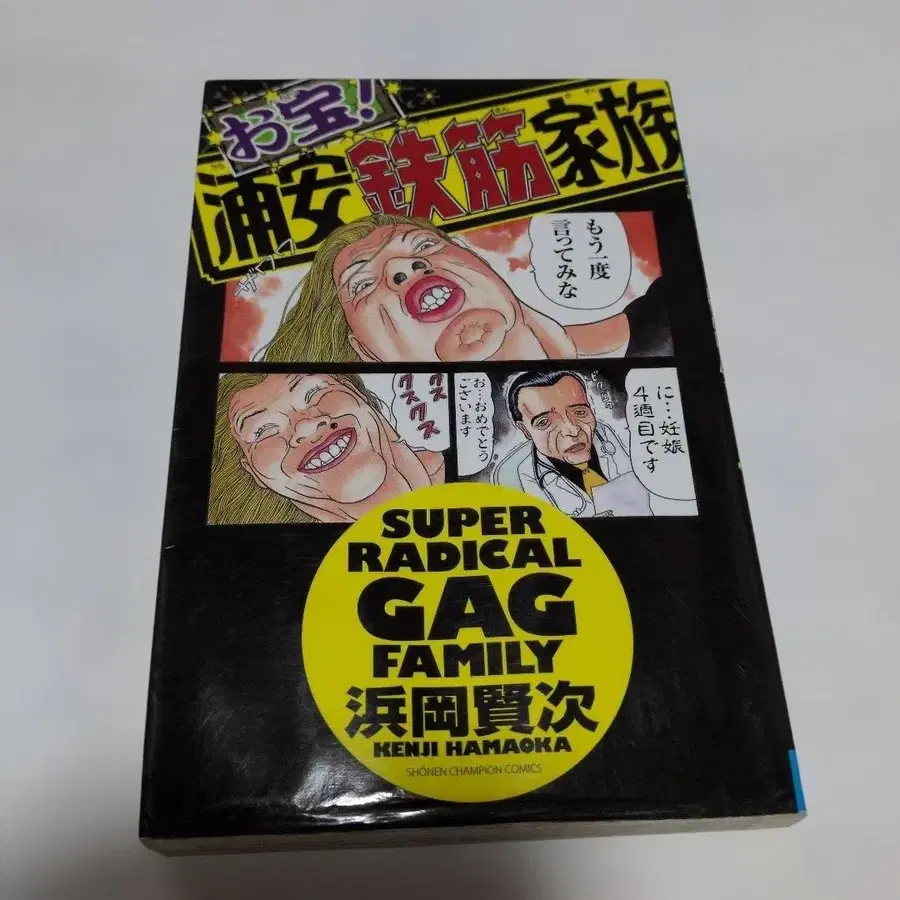 お宝!
浦安鉄筋家族
もう一度
言ってみな
クス
クスクス
に…妊娠
4週目です
お…おめでとう
ございます
SUPER
RADICAL
GAG
FAMILY
浜岡賢次
KENJI HAMAOKA
SHŌNEN CHAMPION COMICS